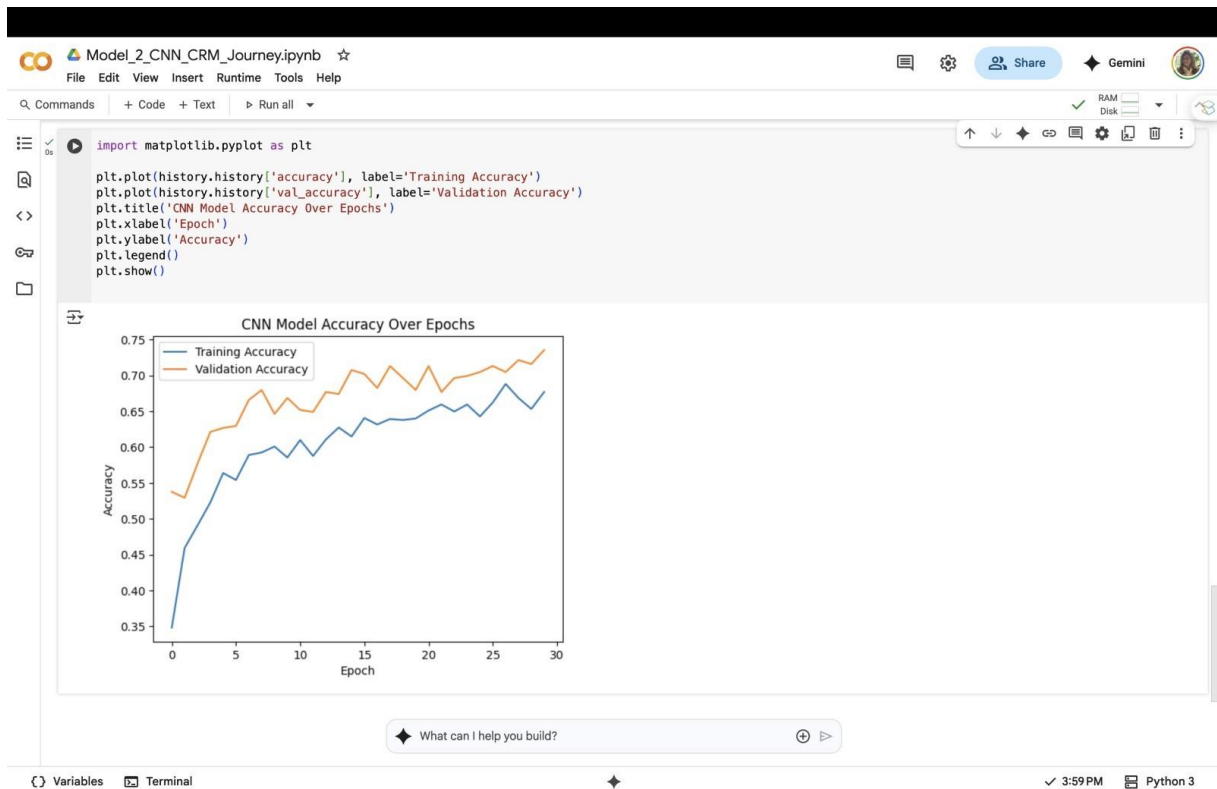 CO Model_2_CNN_CRM_Journey.ipynb
File Edit View Insert Runtime Tools Help
Share
Gemini
Commands + Code + Text Run all
RAM
Disk
0s
import matplotlib.pyplot as plt
plt.plot(history.history['accuracy'], label='Training Accuracy')
plt.plot(history.history['val_accuracy'], label='Validation Accuracy')
plt.title('CNN Model Accuracy Over Epochs')
plt.xlabel('Epoch')
plt.ylabel('Accuracy')
plt.legend()
plt.show()
CNN Model Accuracy Over Epochs
Training Accuracy
Validation Accuracy
0.75
0.70
0.65
0.60
0.55
0.50
0.45
0.40
0.35
Accuracy
0 5 10 15 20 25 30
Epoch
What can I help you build?
{} Variables Terminal
3:59 PM Python 3